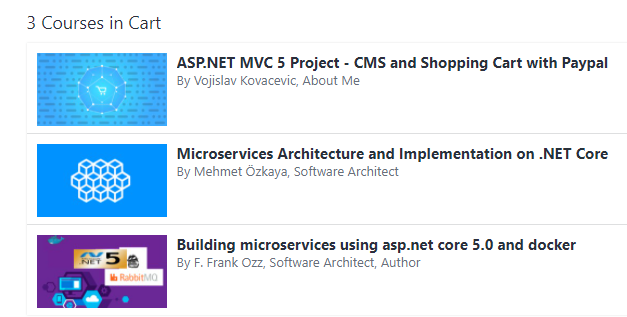 3 Courses in Cart
ASP.NET MVC 5 Project - CMS and Shopping Cart with Paypal
By Vojislav Kovacevic, About Me
Microservices Architecture and Implementation on .NET Core
By Mehmet Özkaya, Software Architect
.NET 5
RabbitMQ
Building microservices using asp.net core 5.0 and docker
By F. Frank Ozz, Software Architect, Author